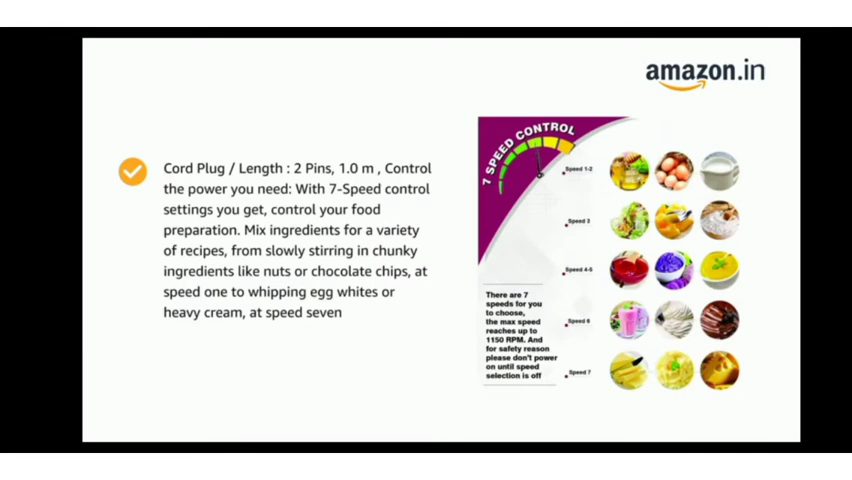 amazon.in
Cord Plug / Length : 2 Pins, 1.0 m , Control
the power you need: With 7-Speed control
settings you get, control your food
preparation. Mix ingredients for a variety
of recipes, from slowly stirring in chunky
ingredients like nuts or chocolate chips, at
speed one to whipping egg whites or
heavy cream, at speed seven
7 SPEED CONTROL
Speed 1-2
Speed 3
Speed 4-5
Speed 6
Speed 7
There are 7
speeds for you
to choose,
the max speed
reaches up to
1150 RPM. And
for safety reason
please don't power
on until speed
selection is off